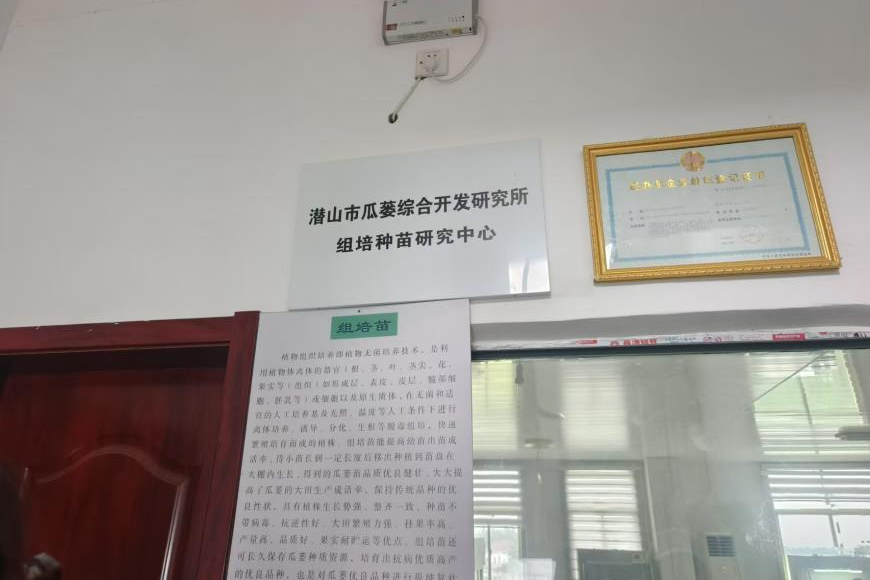 潜山市瓜蒌综合开发研究所
组培种苗研究中心
组培苗
植物组织培养即植物无菌培养技术，是利
用植物体离体的器官（根、茎、叶、茎尖、花、
果实等）组织（如形成层、表皮、皮层、髓部细
胞、胚乳等）或细胞以及原生质体，在无菌和适
宜的人工培养基及光照、温度等人工条件下进行
离体培养、诱导、分化、生根等脱毒组培，快速
繁殖培育而成的植株。组培苗能提高幼苗出苗成
活率，待小苗长到一定长度后移出种植到苗盘在
大棚内生长，得到的瓜蒌苗品质优良健壮，大大提
高了瓜蒌的大田生产成活率，保持传统品种的优
良性状，具有植株生长势强、整齐一致、种苗不
带病毒、抗逆性好、大田繁殖力强、挂果率高、
产量高、品质好、果实耐贮运等优点。组培苗还
可长久保存瓜蒌种质资源，培育出抗病优质高产
的优良品种，也是对瓜蒌优良品种进行提纯复壮